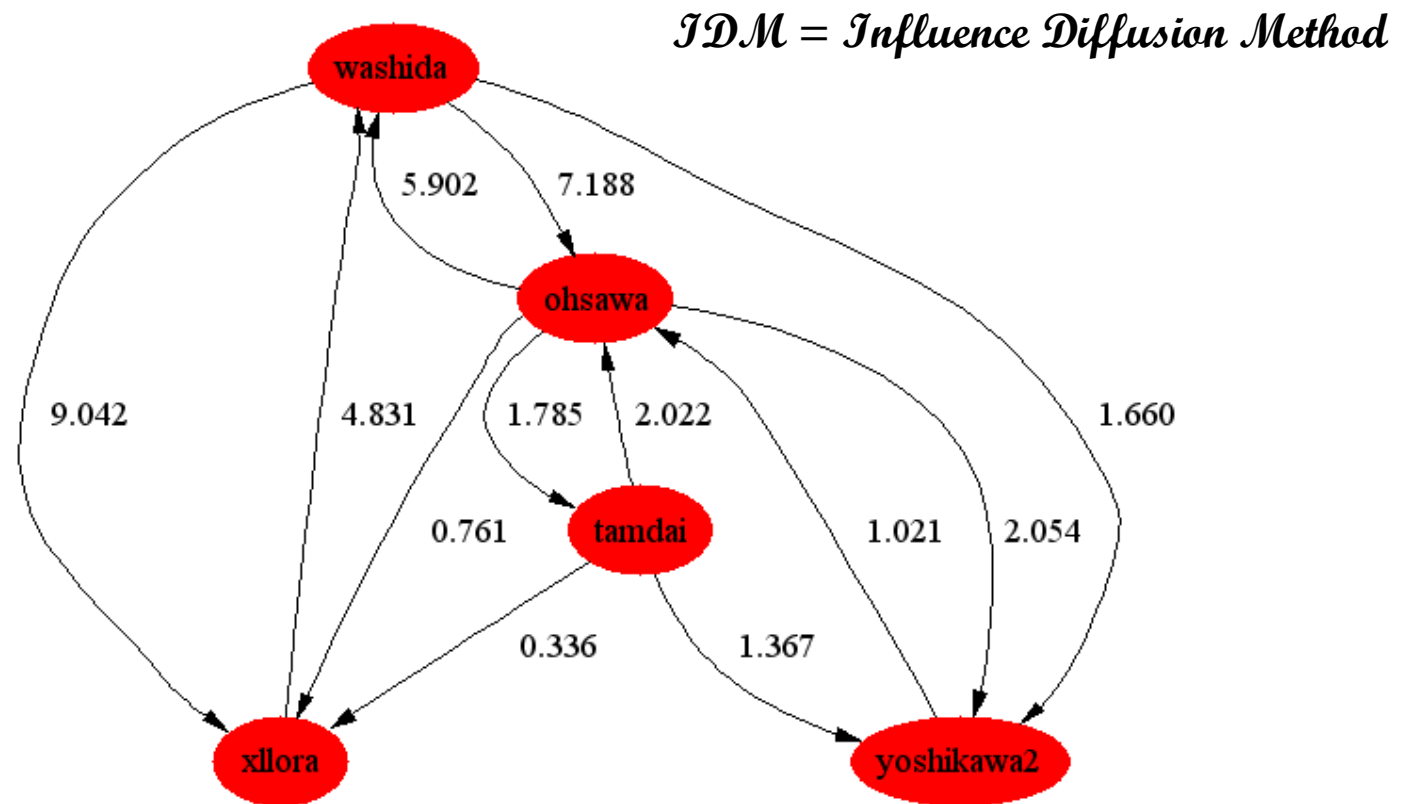 IDM = Influence Diffusion Method
washida
5.902
7.188
ohsawa
9.042
4.831
1.785
2.022
1.660
0.761
tamdai
1.021
2.054
0.336
1.367
xllora
yoshikawa2